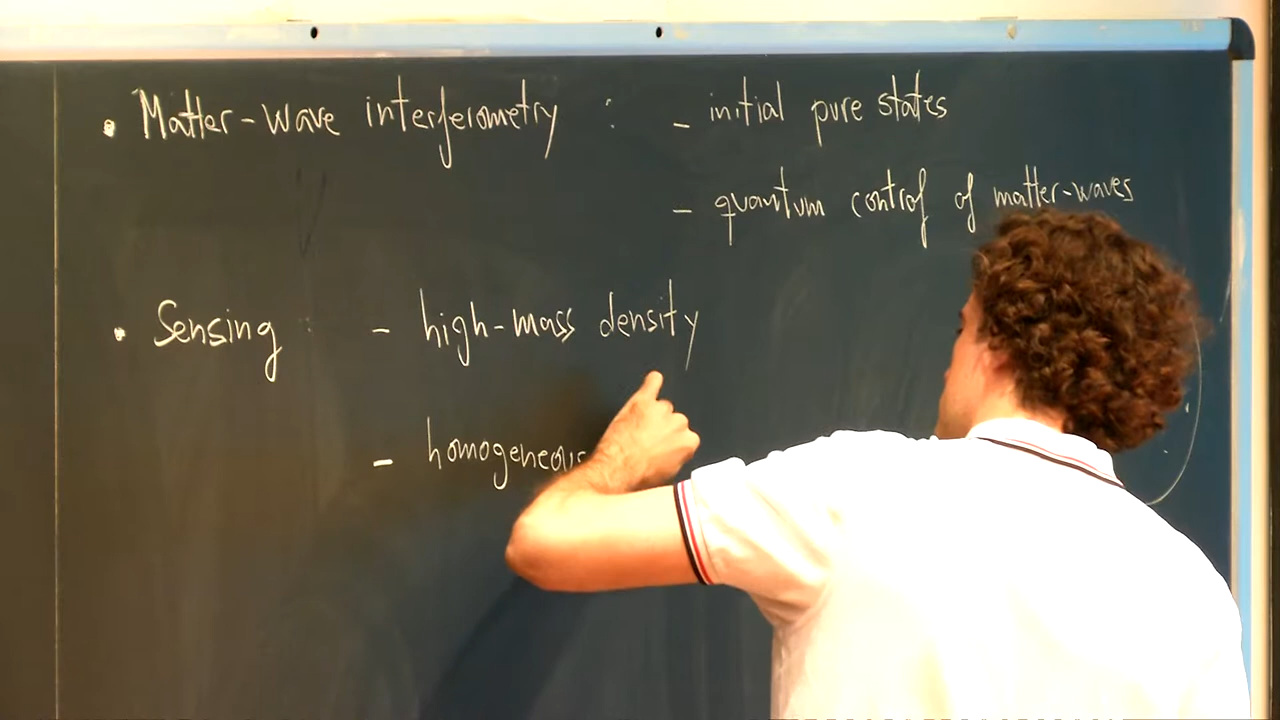 • Matter-wave interferometry : - initial pure states
- quantum control of matter-waves
• Sensing : - high-mass density
- homogeneous